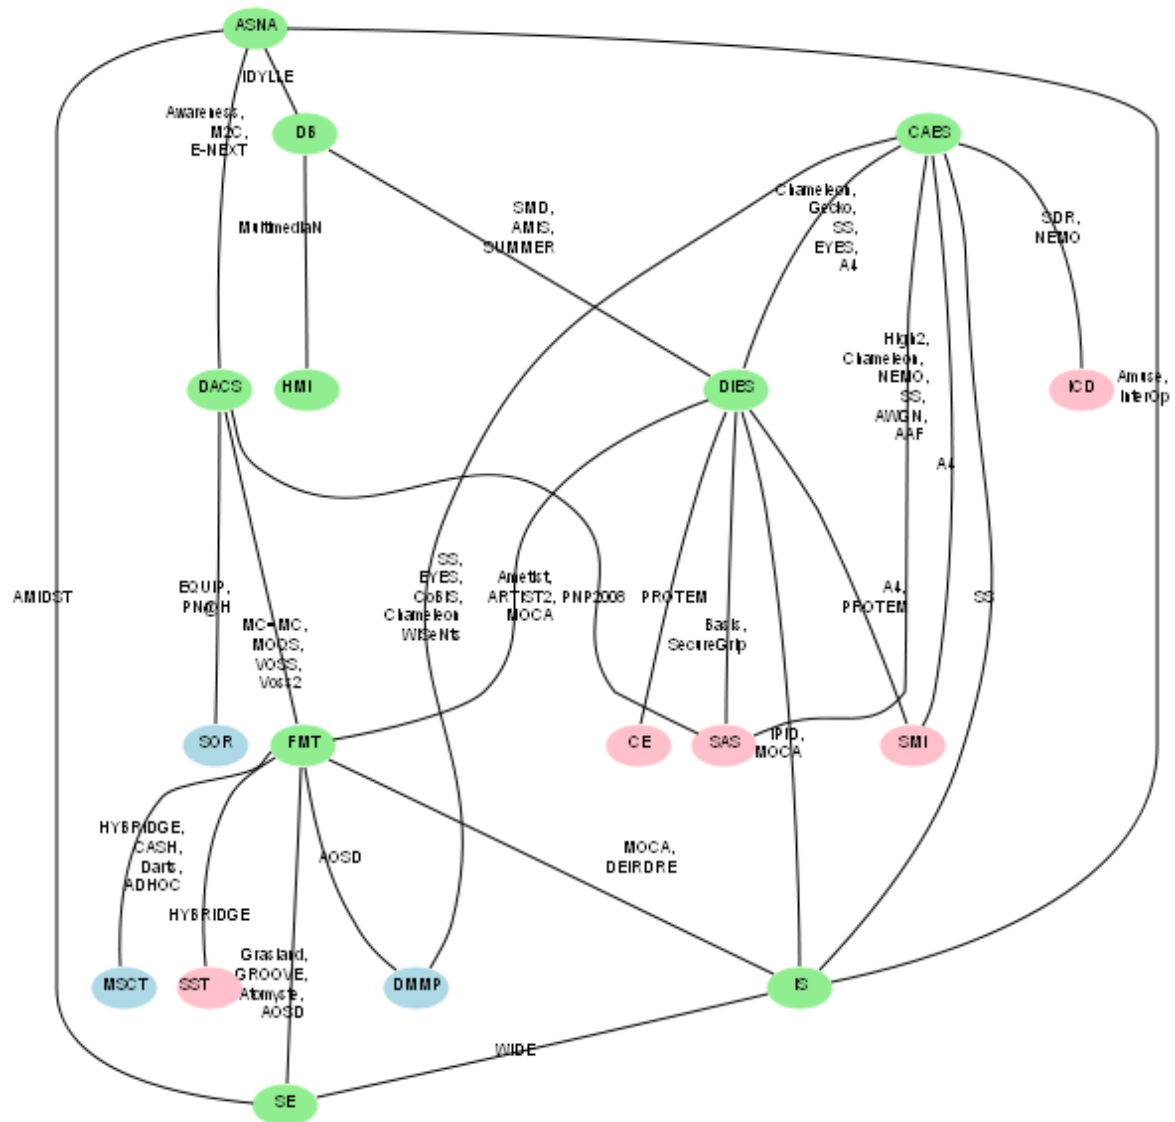 ASNA
IDYLLE
Awareness,
M2C,
E-NEXT
DB
CAES
Chameleon,
Gecko,
SS,
EYES,
A4
SMD,
AMIS,
SUMMER
SDR,
NEMO
MultimediaN
High2,
Chameleon,
NEMO,
SS,
AWGN,
AAF
DACS
HMI
DIES
ICD
Amuse,
InterOp
A4
SS,
EYES,
CoBIS,
Chameleon
WiSeNts
Ametist,
ARTIST2,
MOCA
PNP2008
PROTEM
A4,
PROTEM
SS
AMIDST
EQUIP,
PN@H
MC=MC,
MOQS,
VOSS,
Voss2
Basis,
SecureGrip
SOR
FMT
CE
SAS
IPID,
MOCA
SMI
HYBRIDGE,
CASH,
Darts,
ADHOC
AOSD
MOCA,
DEIRDRE
HYBRIDGE
Grasland,
GROOVE,
Atomyste,
AOSD
MSCT
SST
DMMP
IS
WIDE
SE